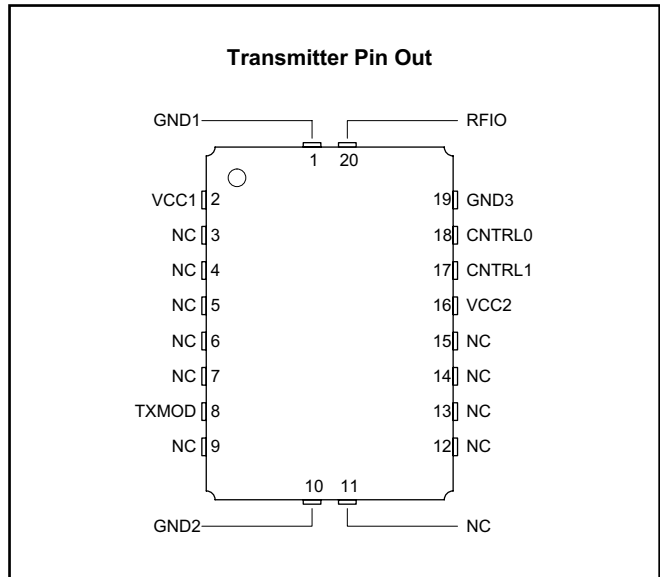 Transmitter Pin Out
GND1 RFIO
1 20
VCC1 2 19 GND3
NC 3 18 CNTRL0
NC 4 17 CNTRL1
NC 5 16 VCC2
NC 6 15 NC
NC 7 14 NC
TXMOD 8 13 NC
NC 9 12 NC
10 11
GND2 NC